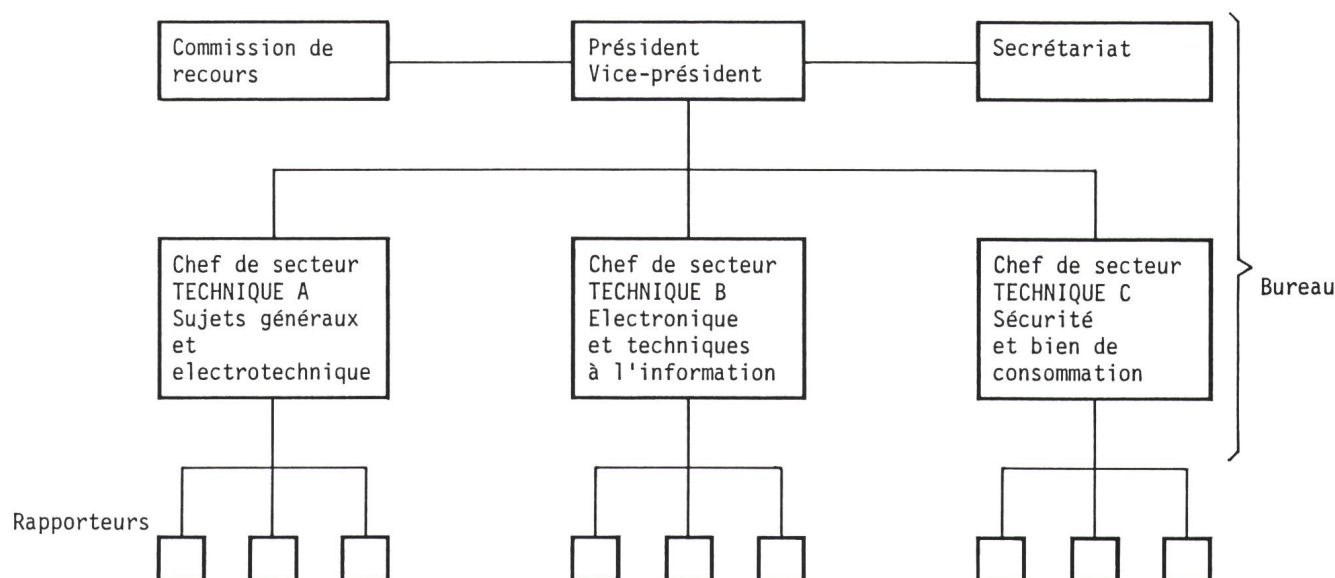 Commission de
recours
Président
Vice-président
Secrétariat
Chef de secteur
TECHNIQUE A
Sujets généraux
et
electrotechnique
Chef de secteur
TECHNIQUE B
Electronique
et techniques
à l'information
Chef de secteur
TECHNIQUE C
Sécurité
et bien de
consommation
Bureau
Rapporteurs